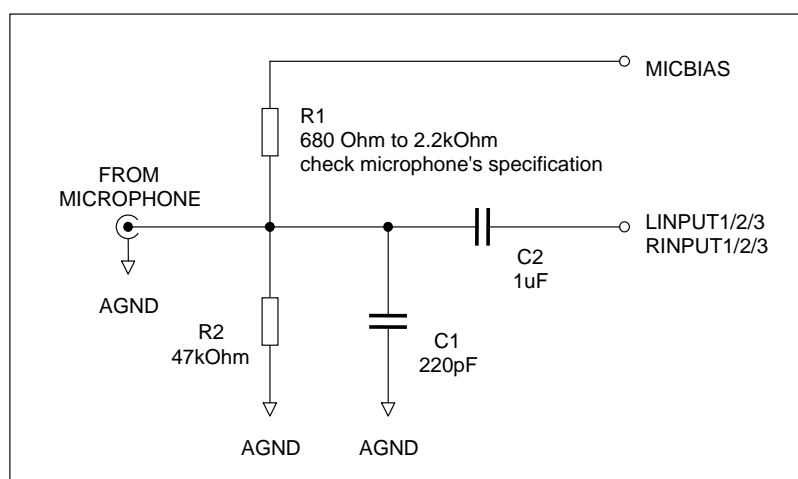 MICBIAS
R1
680 Ohm to 2.2kOhm
check microphone's specification
FROM
MICROPHONE
LINPUT1/2/3
RINPUT1/2/3
C2
1uF
AGND
R2
47kOhm
C1
220pF
AGND
AGND